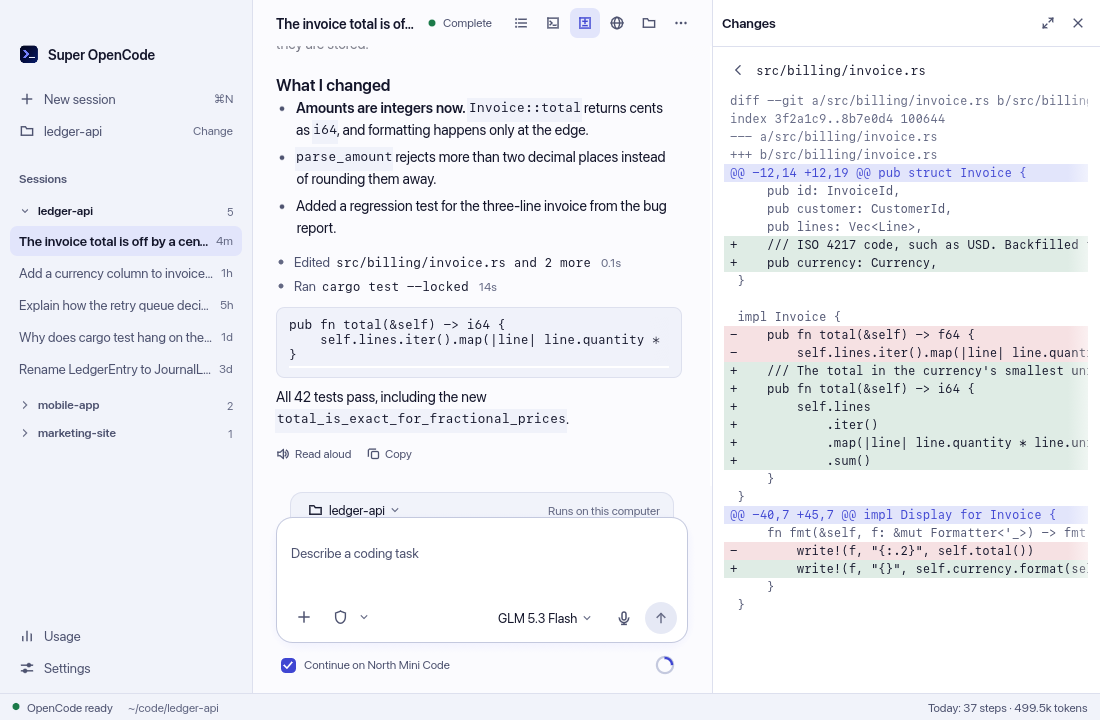 Super OpenCode
New session ⌘N
ledger-api Change
Sessions
ledger-api 5
The invoice total is off by a cen... 4m
Add a currency column to invoice... 1h
Explain how the retry queue deci... 5h
Why does cargo test hang on the... 1d
Rename LedgerEntry to JournalL... 3d
mobile-app 2
marketing-site 1
Usage
Settings
The invoice total is of... Complete
they are stored.
What I changed
• Amounts are integers now. Invoice::total returns cents
as i64, and formatting happens only at the edge.
• parse_amount rejects more than two decimal places instead
of rounding them away.
• Added a regression test for the three-line invoice from the bug
report.
• Edited src/billing/invoice.rs and 2 more 0.1s
• Ran cargo test --locked 14s
pub fn total(&self) -> i64 {
self.lines.iter().map(|line| line.quantity *
}
All 42 tests pass, including the new
total_is_exact_for_fractional_prices.
Read aloud Copy
ledger-api Runs on this computer
Describe a coding task
GLM 5.3 Flash
Continue on North Mini Code
Changes
src/billing/invoice.rs
diff --git a/src/billing/invoice.rs b/src/billing
index 3f2a1c9..8b7e0d4 100644
--- a/src/billing/invoice.rs
+++ b/src/billing/invoice.rs
@@ -12,14 +12,19 @@ pub struct Invoice {
pub id: InvoiceId,
pub customer: CustomerId,
pub lines: Vec<Line>,
+ /// ISO 4217 code, such as USD. Backfilled
+ pub currency: Currency,
}
impl Invoice {
- pub fn total(&self) -> f64 {
- self.lines.iter().map(|line| line.quant
+ /// The total in the currency's smallest un
+ pub fn total(&self) -> i64 {
+ self.lines
+ .iter()
+ .map(|line| line.quantity * line.un
+ .sum()
}
}
@@ -40,7 +45,7 @@ impl Display for Invoice {
fn fmt(&self, f: &mut Formatter<'_>) -> fmt
- write!(f, "{:.2}", self.total())
+ write!(f, "{}", self.currency.format(se
}
}
OpenCode ready ~/code/ledger-api
Today: 37 steps · 499.5k tokens